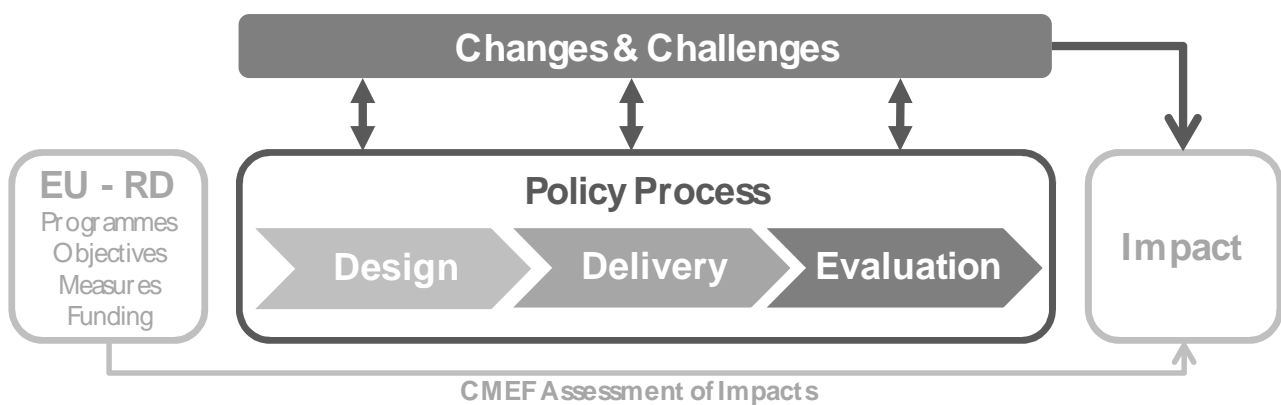 Changes & Challenges
EU - RD
Programmes
Objectives
Measures
Funding
Policy Process
Design
Delivery
Evaluation
Impact
CMEF Assessment of Impacts